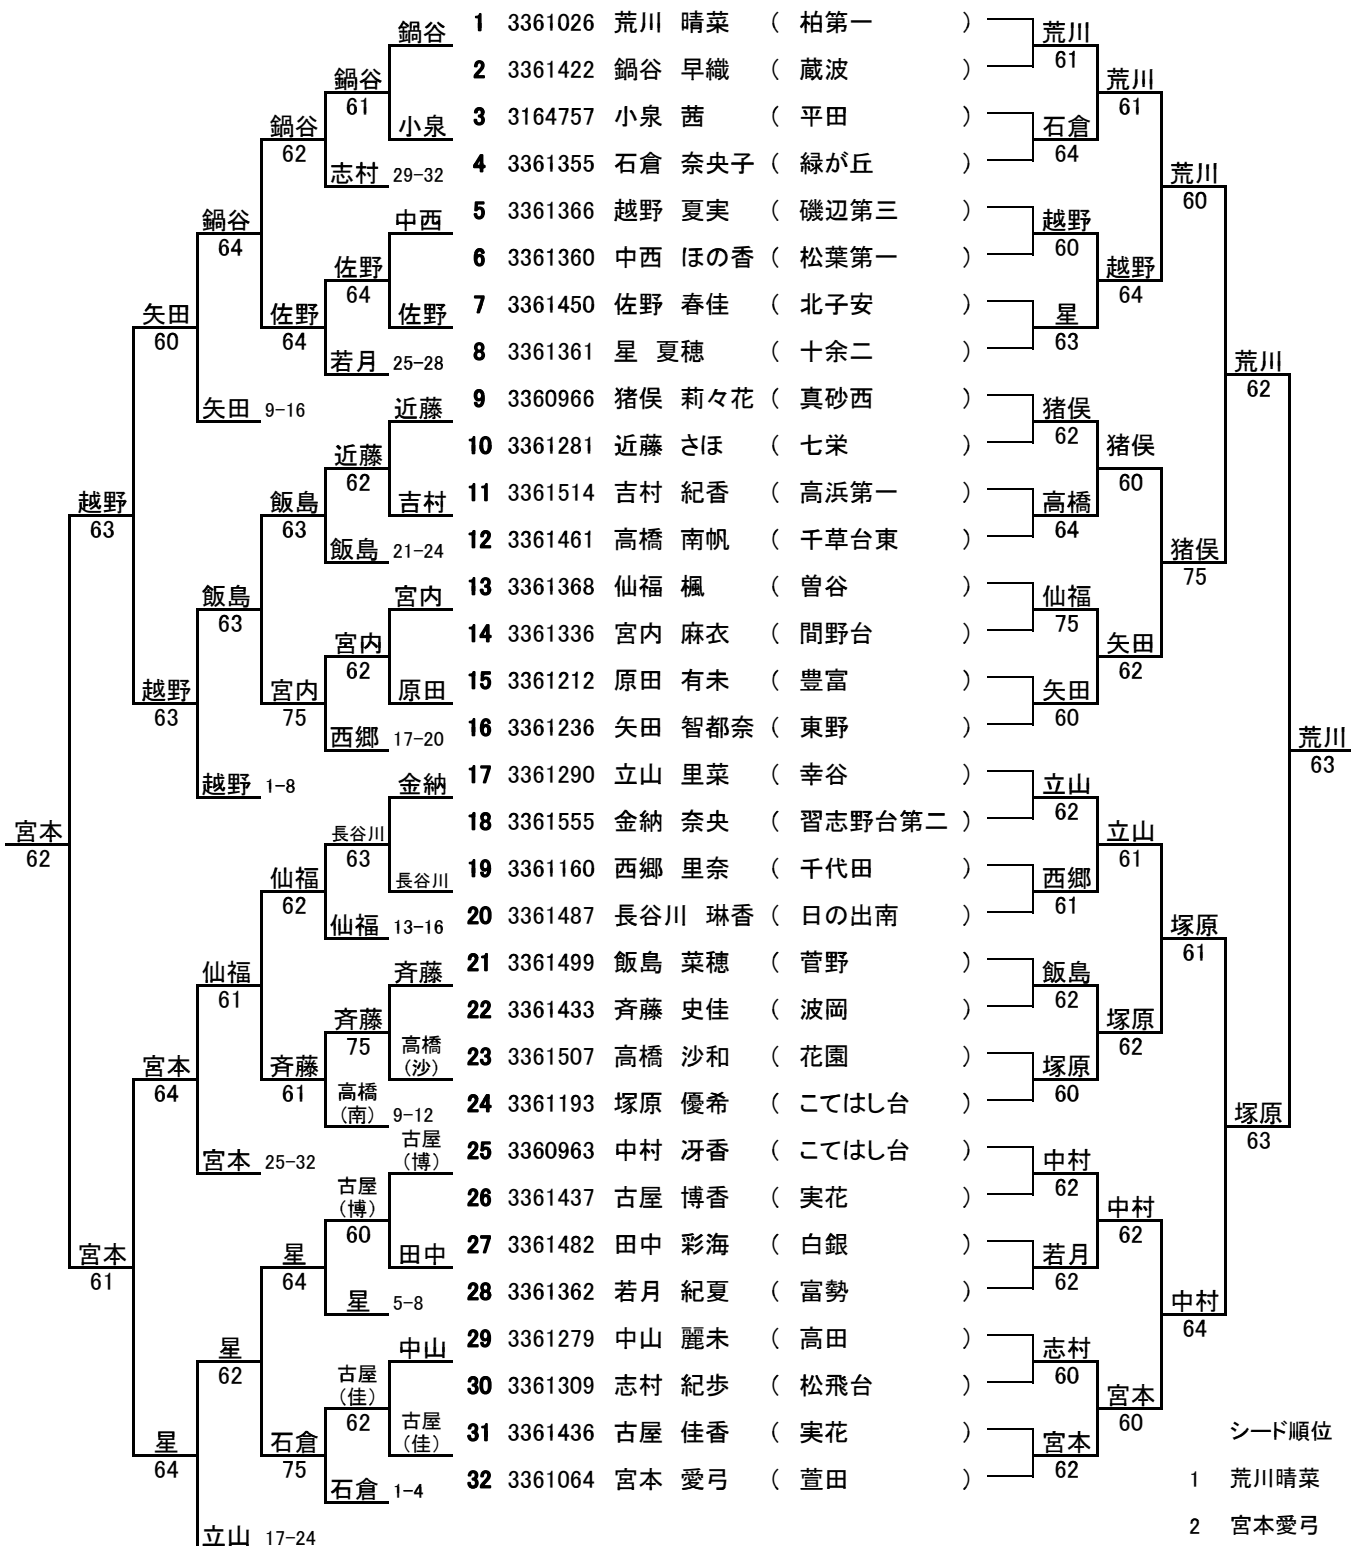 1 3361026 荒川 晴菜 ( 柏第一 )
2 3361422 鍋谷 早織 ( 蔵波 )
3 3164757 小泉 茜 ( 平田 )
4 3361355 石倉 奈央子 ( 緑が丘 )
5 3361366 越野 夏実 ( 磯辺第三 )
6 3361360 中西 ほの香 ( 松葉第一 )
7 3361450 佐野 春佳 ( 北子安 )
8 3361361 星 夏穂 ( 十余二 )
9 3360966 猪俣 莉々花 ( 真砂西 )
10 3361281 近藤 さほ ( 七栄 )
11 3361514 吉村 紀香 ( 高浜第一 )
12 3361461 高橋 南帆 ( 千草台東 )
13 3361368 仙福 楓 ( 曽谷 )
14 3361336 宮内 麻衣 ( 間野台 )
15 3361212 原田 有未 ( 豊富 )
16 3361236 矢田 智都奈 ( 東野 )
17 3361290 立山 里菜 ( 幸谷 )
18 3361555 金納 奈央 ( 習志野台第二 )
19 3361160 西郷 里奈 ( 千代田 )
20 3361487 長谷川 琳香 ( 日の出南 )
21 3361499 飯島 菜穂 ( 菅野 )
22 3361433 斉藤 史佳 ( 波岡 )
23 3361507 高橋 沙和 ( 花園 )
24 3361193 塚原 優希 ( こてはし台 )
25 3360963 中村 冴香 ( こてはし台 )
26 3361437 古屋 博香 ( 実花 )
27 3361482 田中 彩海 ( 白銀 )
28 3361362 若月 紀夏 ( 富勢 )
29 3361279 中山 麗未 ( 高田 )
30 3361309 志村 紀歩 ( 松飛台 )
31 3361436 古屋 佳香 ( 実花 )
32 3361064 宮本 愛弓 ( 萱田 )
荒川
61
石倉
64
越野
60
星
63
猪俣
62
高橋
64
仙福
75
矢田
60
立山
62
西郷
61
飯島
62
塚原
60
中村
62
若月
62
志村
60
宮本
62
荒川
61
越野
64
猪俣
60
矢田
62
立山
61
塚原
62
中村
62
宮本
60
荒川
60
猪俣
75
塚原
61
中村
64
荒川
62
塚原
63
荒川
63
鍋谷
小泉
中西
佐野
近藤
吉村
宮内
原田
金納
長谷川
斉藤
高橋
(沙)
古屋
(博)
田中
中山
古屋
(佳)
鍋谷
61
志村 29-32
佐野
64
若月 25-28
近藤
62
飯島 21-24
宮内
62
西郷 17-20
長谷川
63
仙福 13-16
斉藤
75
高橋
(南) 9-12
古屋
(博)
60
星 5-8
古屋
(佳)
62
石倉 1-4
鍋谷
62
佐野
64
飯島
63
宮内
75
仙福
62
斉藤
61
星
64
石倉
75
鍋谷
64
矢田 9-16
飯島
63
越野 1-8
仙福
61
宮本 25-32
星
62
立山 17-24
矢田
60
越野
63
宮本
64
星
64
越野
63
宮本
61
宮本
62
シード順位
1 荒川晴菜
2 宮本愛弓